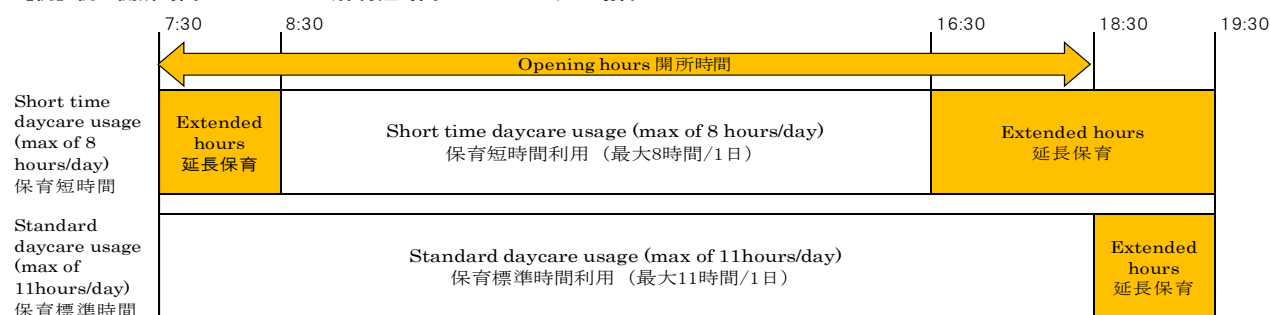 7:30 8:30 16:30 18:30 19:30
Opening hours 開所時間
Short time
daycare usage
(max of 8
hours/day)
保育短時間
Extended
hours
延長保育
Short time daycare usage (max of 8 hours/day)
保育短時間利用（最大8時間/1日）
Extended hours
延長保育
Standard
daycare usage
(max of
11hours/day)
保育標準時間
Standard daycare usage (max of 11hours/day)
保育標準時間利用（最大11時間/1日）
Extended
hours
延長保育